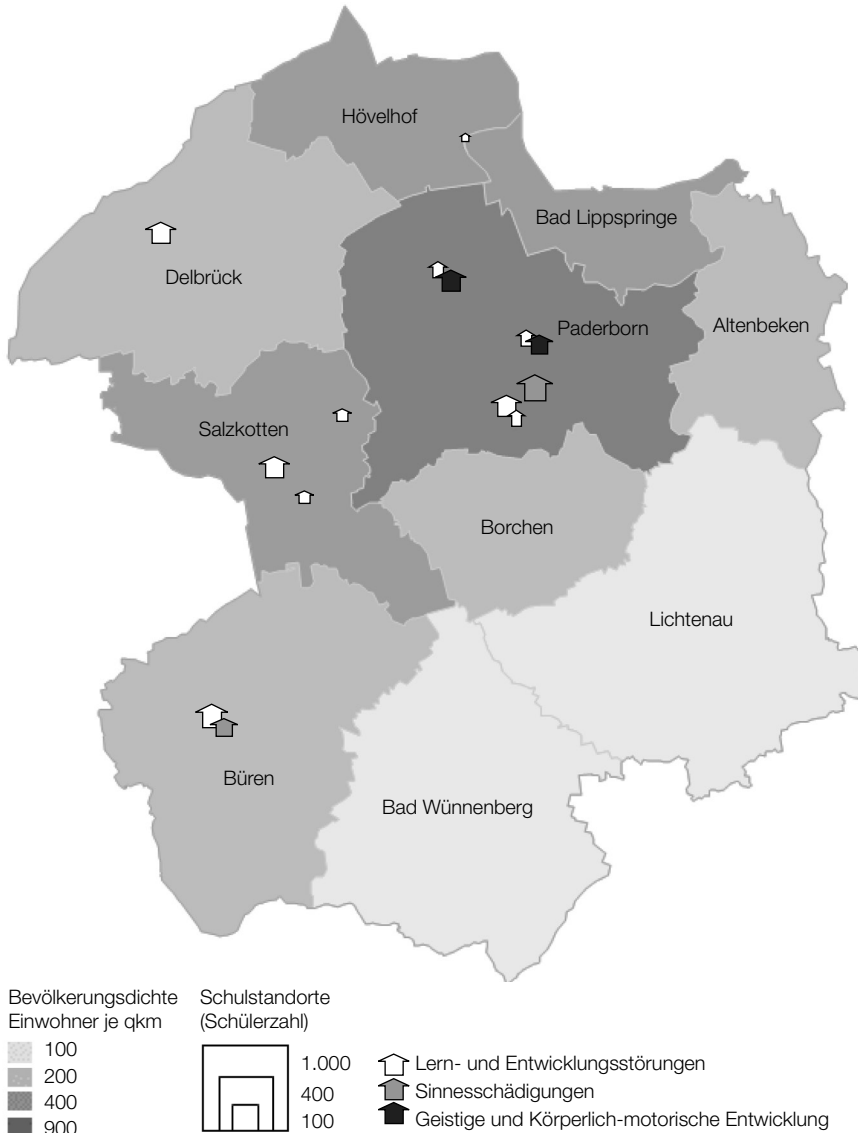 Hövelhof
Bad Lippspringe
Delbrück
Paderborn
Altenbeken
Salzkotten
Borchen
Lichtenau
Büren
Bad Wünnenberg
Bevölkerungsdichte
Einwohner je qkm
100
200
400
900
Schulstandorte
(Schülerzahl)
1.000
400
100
Lern- und Entwicklungsstörungen
Sinnesschädigungen
Geistige und Körperlich-motorische Entwicklung